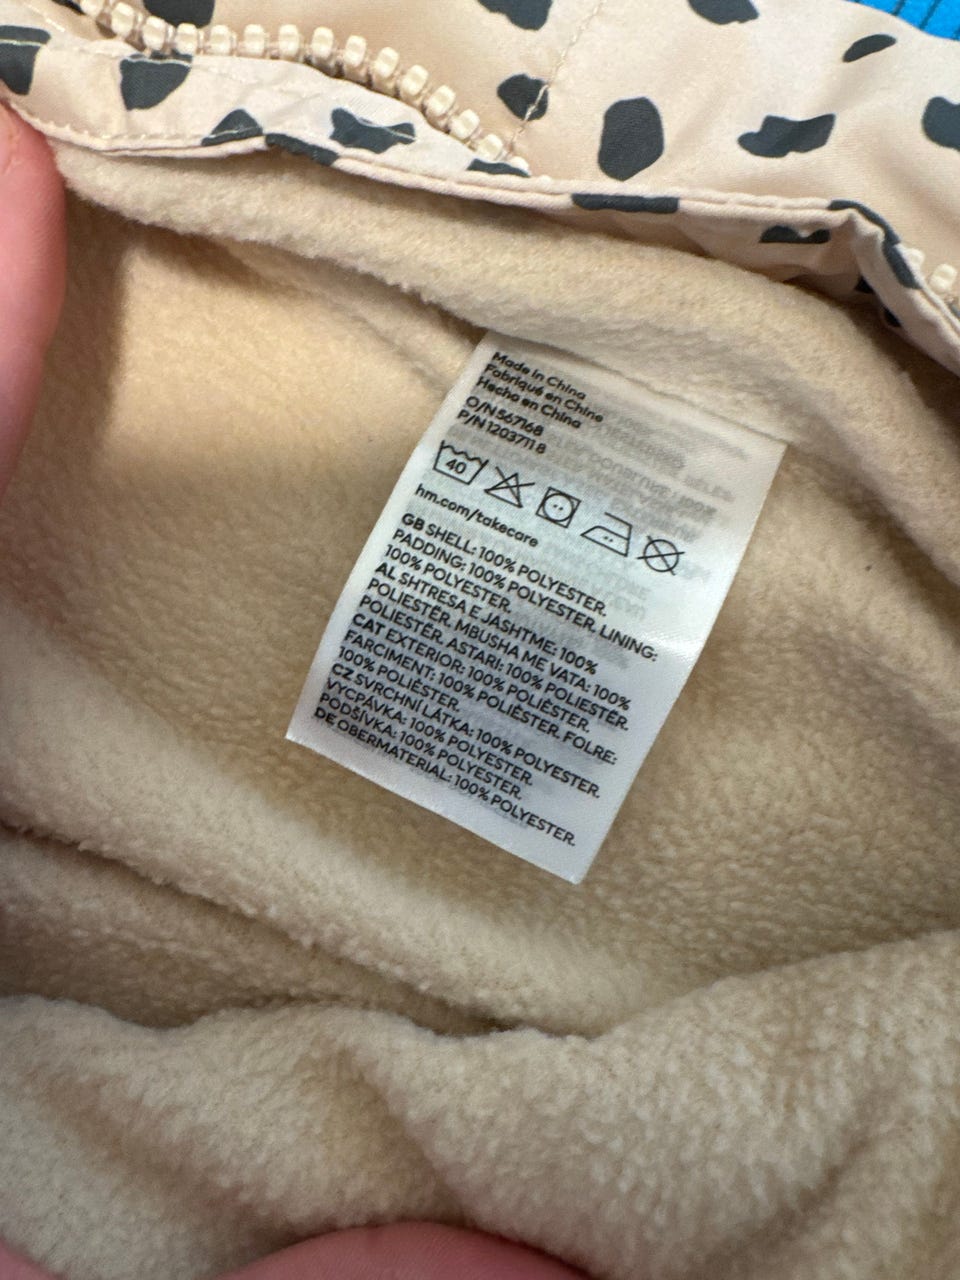 Made in China
Fabriqué en Chine
Hecho en China
O/N 567168
P/N 1203711 8
40
hm.com/takecare
GB SHELL: 100% POLYESTER.
PADDING: 100% POLYESTER. LINING:
100% POLYESTER.
AL SHTRESA E JASHTME: 100%
POLIESTËR. MBUSHA ME VATA: 100%
POLIESTËR. ASTARI: 100% POLIESTËR.
CAT EXTERIOR: 100% POLIÈSTER.
FARCIMENT: 100% POLIÈSTER. FOLRE:
100% POLIÈSTER.
CZ SVRCHNÍ LÁTKA: 100% POLYESTER.
VYCPÁVKA: 100% POLYESTER.
PODŠÍVKA: 100% POLYESTER.
DE OBERMATERIAL: 100% POLYESTER.